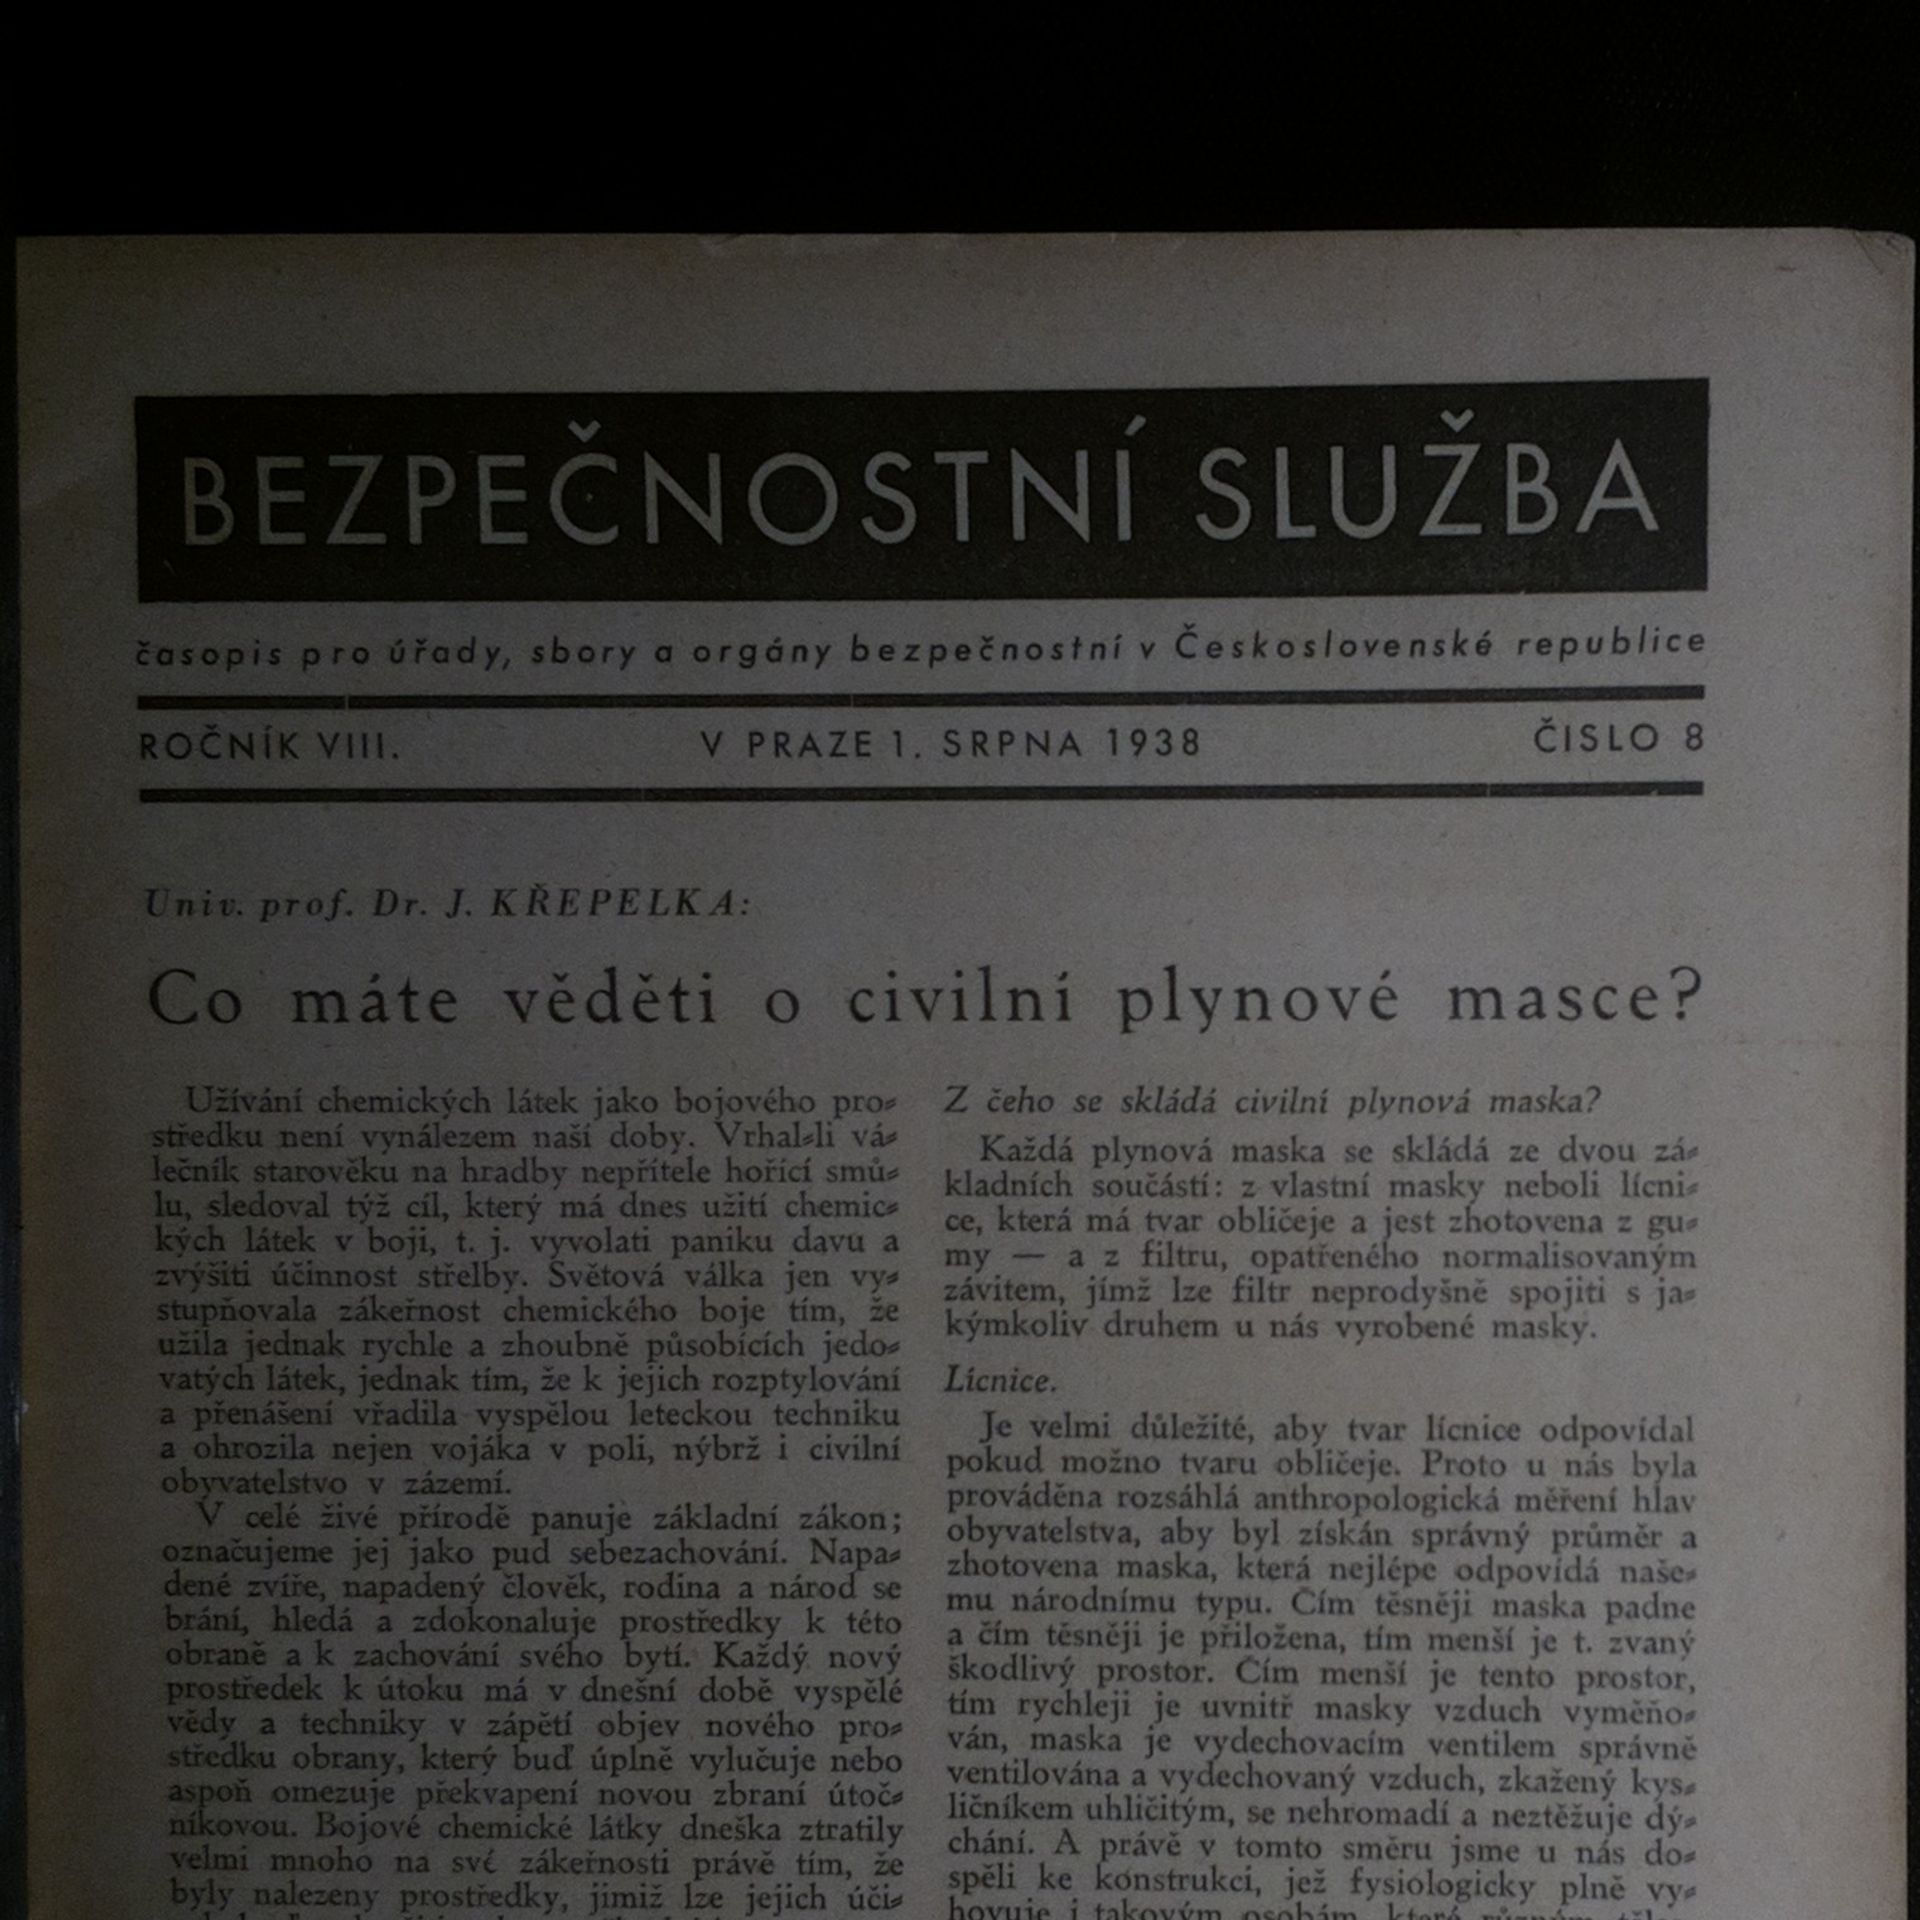 BEZPEČNOSTNÍ SLUŽBA
časopis pro úřady, sbory a orgány bezpečnostní v Československé republice
ROČNÍK VIII. V PRAZE 1. SRPNA 1938 ČISLO 8
Univ. prof. Dr. J. KŘEPELKA:
Co máte věděti o civilní plynové masce?
Užívání chemických látek jako bojového pro-
středku není vynálezem naší doby. Vrhal-li vá-
lečník starověku na hradby nepřítele hořící smů-
lu, sledoval týž cíl, který má dnes užití chemic-
kých látek v boji, t. j. vyvolati paniku davu a
zvýšiti účinnost střelby. Světová válka jen vy-
stupňovala zákeřnost chemického boje tím, že
užila jednak rychle a zhoubně působících jedo-
vatých látek, jednak tím, že k jejich rozptylování
a přenášení vřadila vyspělou leteckou techniku
a ohrozila nejen vojáka v poli, nýbrž i civilní
obyvatelstvo v zázemí.
V celé živé přírodě panuje základní zákon;
označujeme jej jako pud sebezachování. Napa-
dené zvíře, napadený člověk, rodina a národ se
brání, hledá a zdokonaluje prostředky k této
obraně a k zachování svého bytí. Každý nový
prostředek k útoku má v dnešní době vyspělé
vědy a techniky v zápětí objev nového pro-
středku obrany, který buď úplně vylučuje nebo
aspoň omezuje překvapení novou zbraní útoč-
níkovou. Bojové chemické látky dneška ztratily
velmi mnoho na své zákeřnosti právě tím, že
byly nalezeny prostředky, jimiž lze jejich úči-
Z čeho se skládá civilní plynová maska?
Každá plynová maska se skládá ze dvou zá-
kladních součástí: z vlastní masky neboli lícni-
ce, která má tvar obličeje a jest zhotovena z gu-
my — a z filtru, opatřeného normalisovaným
závitem, jímž lze filtr neprodyšně spojiti s ja-
kýmkoliv druhem u nás vyrobené masky.
Lícnice.
Je velmi důležité, aby tvar lícnice odpovídal
pokud možno tvaru obličeje. Proto u nás byla
prováděna rozsáhlá anthropologická měření hlav
obyvatelstva, aby byl získán správný průměr a
zhotovena maska, která nejlépe odpovídá naše-
mu národnímu typu. Čím těsněji maska padne
a čím těsněji je přiložena, tím menší je t. zvaný
škodlivý prostor. Čím menší je tento prostor,
tím rychleji je uvnitř masky vzduch vyměňo-
ván, maska je vydechovacím ventilem správně
ventilována a vydechovaný vzduch, zkažený kys-
ličníkem uhličitým, se nehromadí a neztěžuje dý-
chání. A právě v tomto směru jsme u nás do-
spěli ke konstrukci, jež fysiologicky plně vy-
hovuje i takovým osobám, které různým